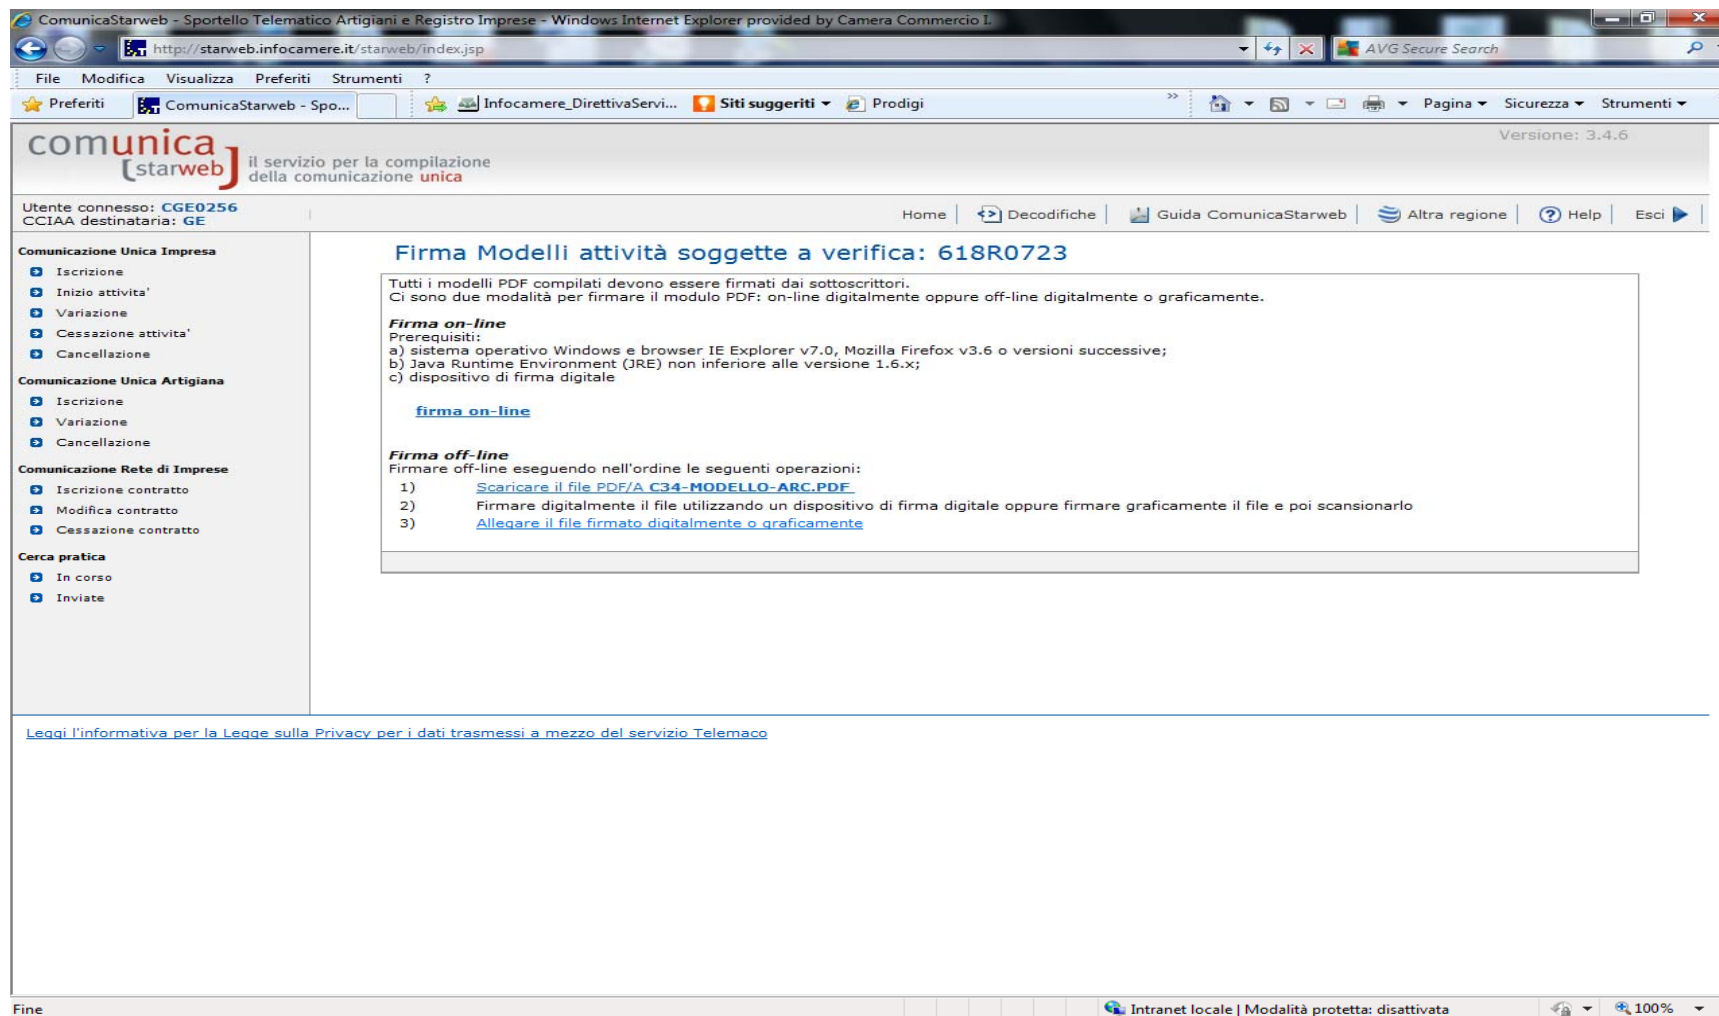 ComunicaStarweb - Sportello Telematico Artigiani e Registro Imprese - Windows Internet Explorer provided by Camera Commercio I.
http://starweb.infocamere.it/starweb/index.jsp
AVG Secure Search
File Modifica Visualizza Preferiti Strumenti ?
Preferiti ComunicaStarweb - Spo... Infocamere_DirettivaServi... Siti suggeriti Prodigi » Pagina Sicurezza Strumenti
comunica
[starweb]
il servizio per la compilazione
della comunicazione unica
Versione: 3.4.6
Utente connesso: CGE0256
CCIAA destinataria: GE
Home Decodifiche Guida ComunicaStarweb Altra regione Help Esci
Comunicazione Unica Impresa
Iscrizione
Inizio attivita'
Variazione
Cessazione attivita'
Cancellazione
Comunicazione Unica Artigiana
Iscrizione
Variazione
Cancellazione
Comunicazione Rete di Imprese
Iscrizione contratto
Modifica contratto
Cessazione contratto
Cerca pratica
In corso
Inviate
Firma Modelli attività soggette a verifica: 618R0723
Tutti i modelli PDF compilati devono essere firmati dai sottoscrittori.
Ci sono due modalità per firmare il modulo PDF: on-line digitalmente oppure off-line digitalmente o graficamente.
Firma on-line
Prerequisiti:
a) sistema operativo Windows e browser IE Explorer v7.0, Mozilla Firefox v3.6 o versioni successive;
b) Java Runtime Environment (JRE) non inferiore alle versione 1.6.x;
c) dispositivo di firma digitale
firma on-line
Firma off-line
Firmare off-line eseguendo nell'ordine le seguenti operazioni:
1) Scaricare il file PDF/A C34-MODELLO-ARC.PDF
2) Firmare digitalmente il file utilizzando un dispositivo di firma digitale oppure firmare graficamente il file e poi scansionarlo
3) Allegare il file firmato digitalmente o graficamente
Leggi l'informativa per la Legge sulla Privacy per i dati trasmessi a mezzo del servizio Telemaco
Fine
Intranet locale | Modalità protetta: disattivata
100%